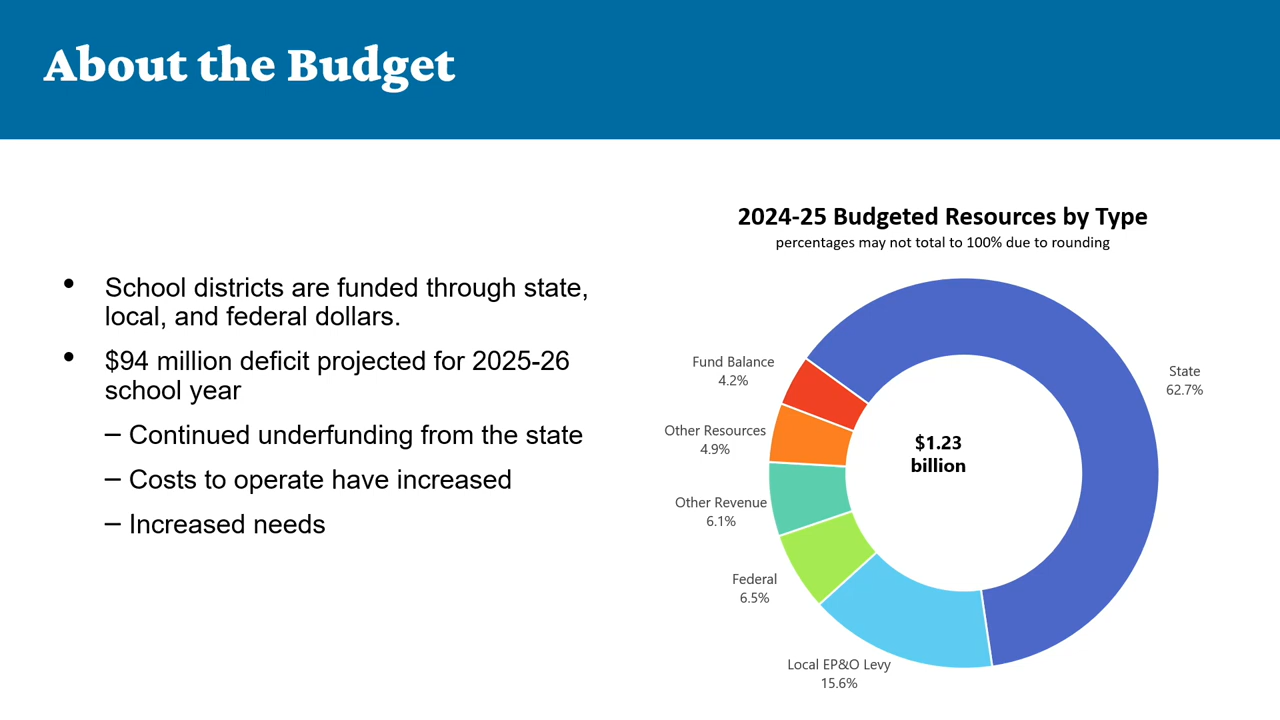 About the Budget
• School districts are funded through state,
local, and federal dollars.
• $94 million deficit projected for 2025-26
school year
– Continued underfunding from the state
– Costs to operate have increased
– Increased needs
2024-25 Budgeted Resources by Type
percentages may not total to 100% due to rounding
Fund Balance
4.2%
State
62.7%
Other Resources
4.9%
$1.23
billion
Other Revenue
6.1%
Federal
6.5%
Local EP&O Levy
15.6%